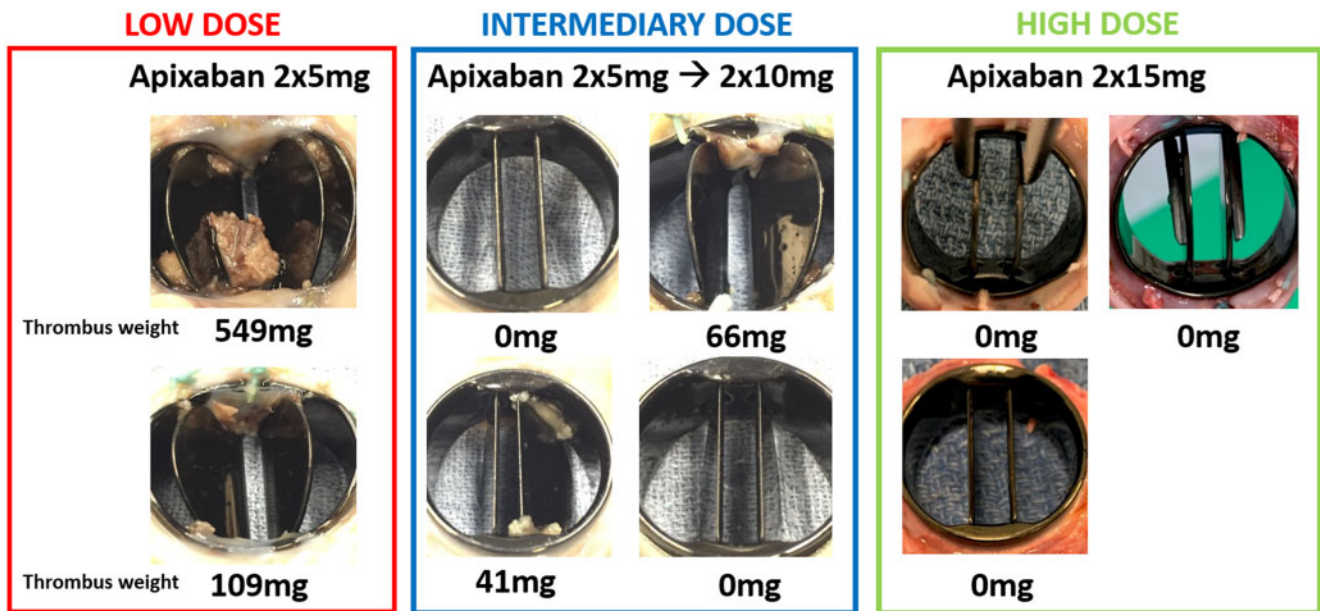 LOW DOSE
Apixaban 2x5mg
Thrombus weight 549mg
Thrombus weight 109mg
INTERMEDIARY DOSE
Apixaban 2x5mg → 2x10mg
0mg 66mg
41mg 0mg
HIGH DOSE
Apixaban 2x15mg
0mg 0mg
0mg